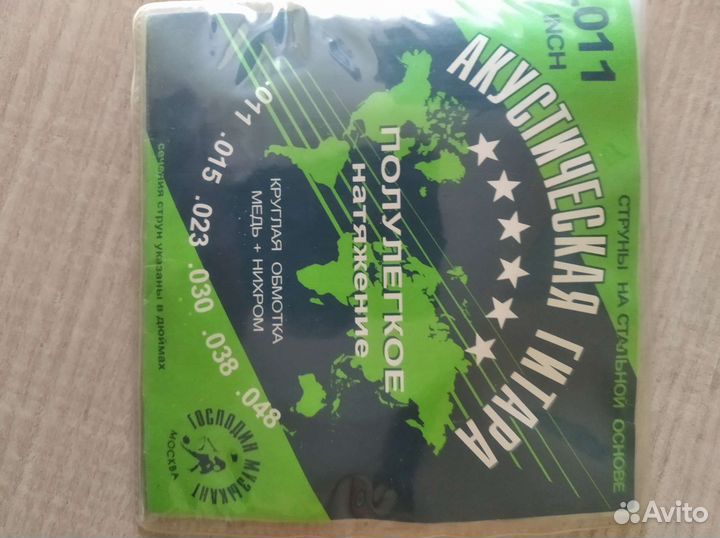 .011
INCH
СТРУНЫ НА СТАЛЬНОЙ ОСНОВЕ
АКУСТИЧЕСКАЯ ГИТАРА
ПОЛУЛЕГКОЕ
натяжение
КРУГЛАЯ ОБМОТКА
МЕДЬ + НИХРОМ
.011 .015 .023 .030 .038 .048
сечения струн указаны в дюймах
ГОСПОДИН МУЗЫКАНТ
МОСКВА
Avito